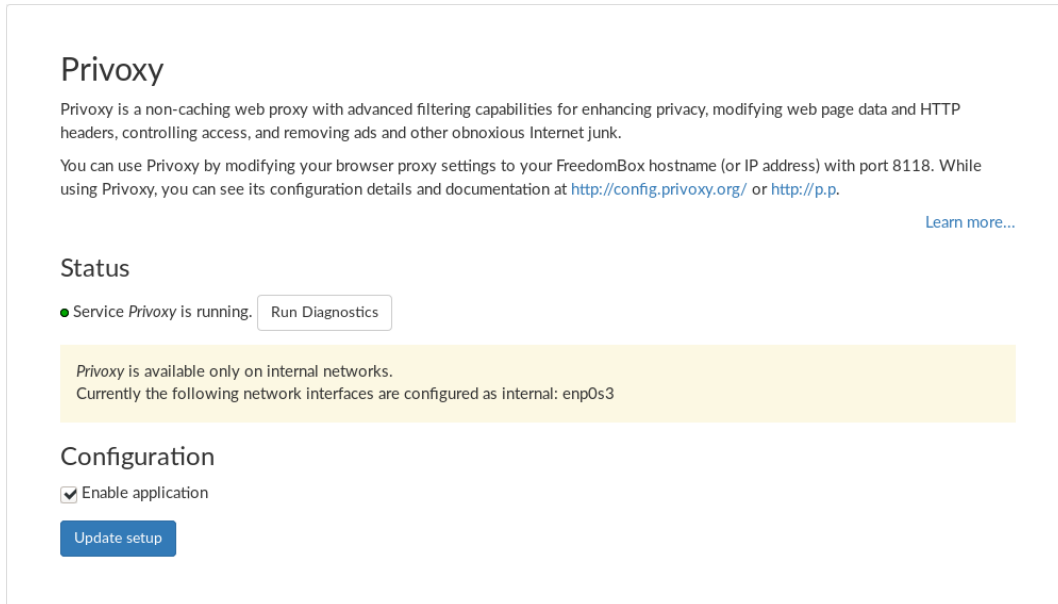 Privoxy
Privoxy is a non-caching web proxy with advanced filtering capabilities for enhancing privacy, modifying web page data and HTTP
headers, controlling access, and removing ads and other obnoxious Internet junk.
You can use Privoxy by modifying your browser proxy settings to your FreedomBox hostname (or IP address) with port 8118. While
using Privoxy, you can see its configuration details and documentation at http://config.privoxy.org/ or http://p.p.
Learn more...
Status
Service Privoxy is running. Run Diagnostics
Privoxy is available only on internal networks.
Currently the following network interfaces are configured as internal: enp0s3
Configuration
Enable application
Update setup